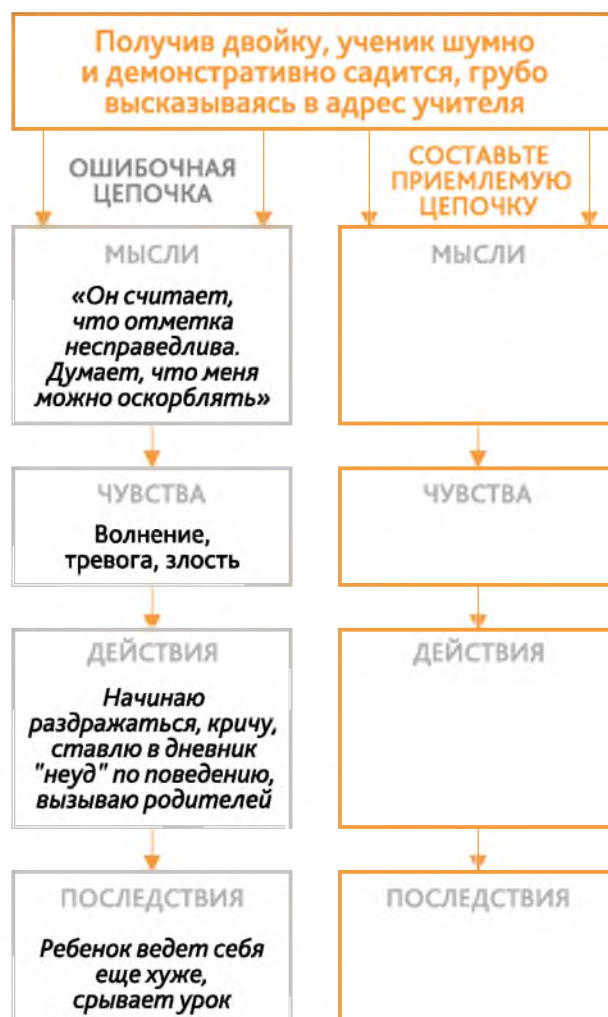 Получив двойку, ученик шумно
и демонстративно садится, грубо
высказываясь в адрес учителя
ОШИБОЧНАЯ
ЦЕПОЧКА
МЫСЛИ
«Он считает,
что отметка
несправедлива.
Думает, что меня
можно оскорблять»
ЧУВСТВА
Волнение,
тревога, злость
ДЕЙСТВИЯ
Начинаю
раздражаться, кричу,
ставлю в дневник
"неуд" по поведению,
вызываю родителей
ПОСЛЕДСТВИЯ
Ребенок ведет себя
еще хуже,
срывает урок
СОСТАВЬТЕ
ПРИЕМЛЕМУЮ
ЦЕПОЧКУ
МЫСЛИ
ЧУВСТВА
ДЕЙСТВИЯ
ПОСЛЕДСТВИЯ